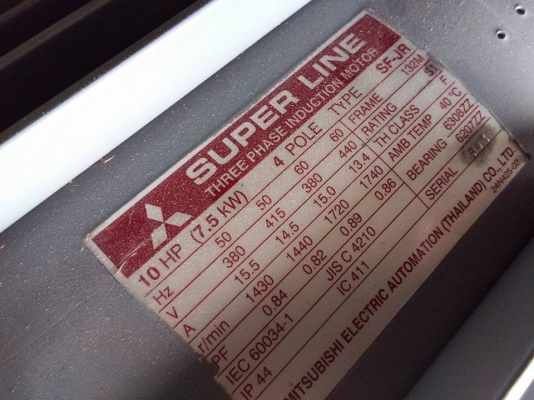 SUPER LINE
THREE PHASE INDUCTION MOTOR
10 HP (7.5 kW) 4 POLE TYPE SF-JR
Hz 50 50 60 60 FRAME 132M
V 380 415 380 440 RATING S1
A 15.5 14.5 15.0 13.4 TH CLASS F
r/min 1430 1440 1720 1740 AMB TEMP 40 °C
PF 0.84 0.82 0.89 0.86 BEARING 6308ZZ
IEC 60034-1 JIS C 4210 6207ZZ
IP 44 IC 411 SERIAL
MITSUBISHI ELECTRIC AUTOMATION (THAILAND) CO., LTD.